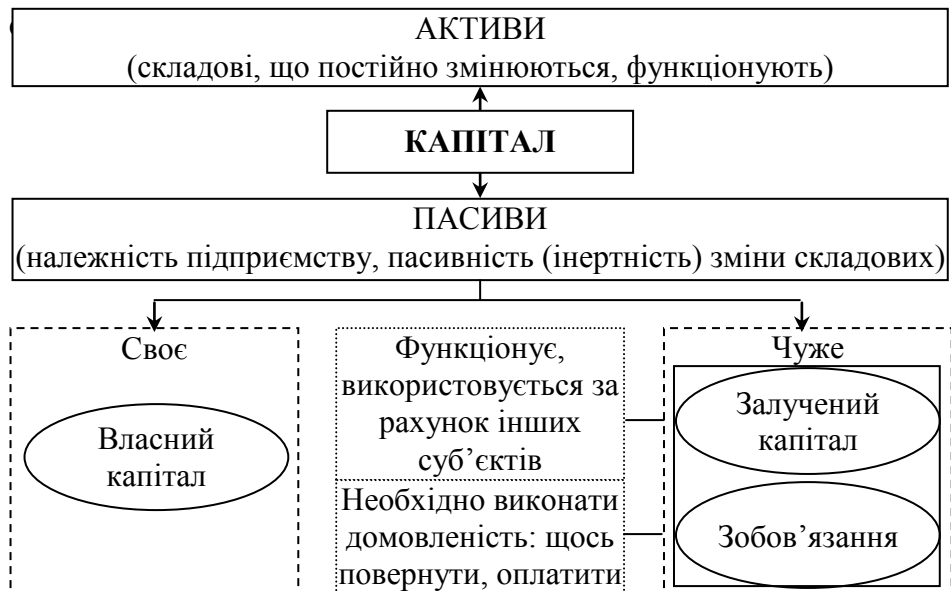 АКТИВИ
(складові, що постійно змінюються, функціонують)
КАПІТАЛ
ПАСИВИ
(належність підприємству, пасивність (інертність) зміни складових)
Своє
Власний
капітал
Функціонує,
використовується за
рахунок інших
суб’єктів
Необхідно виконати
домовленість: щось
повернути, оплатити
Чуже
Залучений
капітал
Зобов’язання